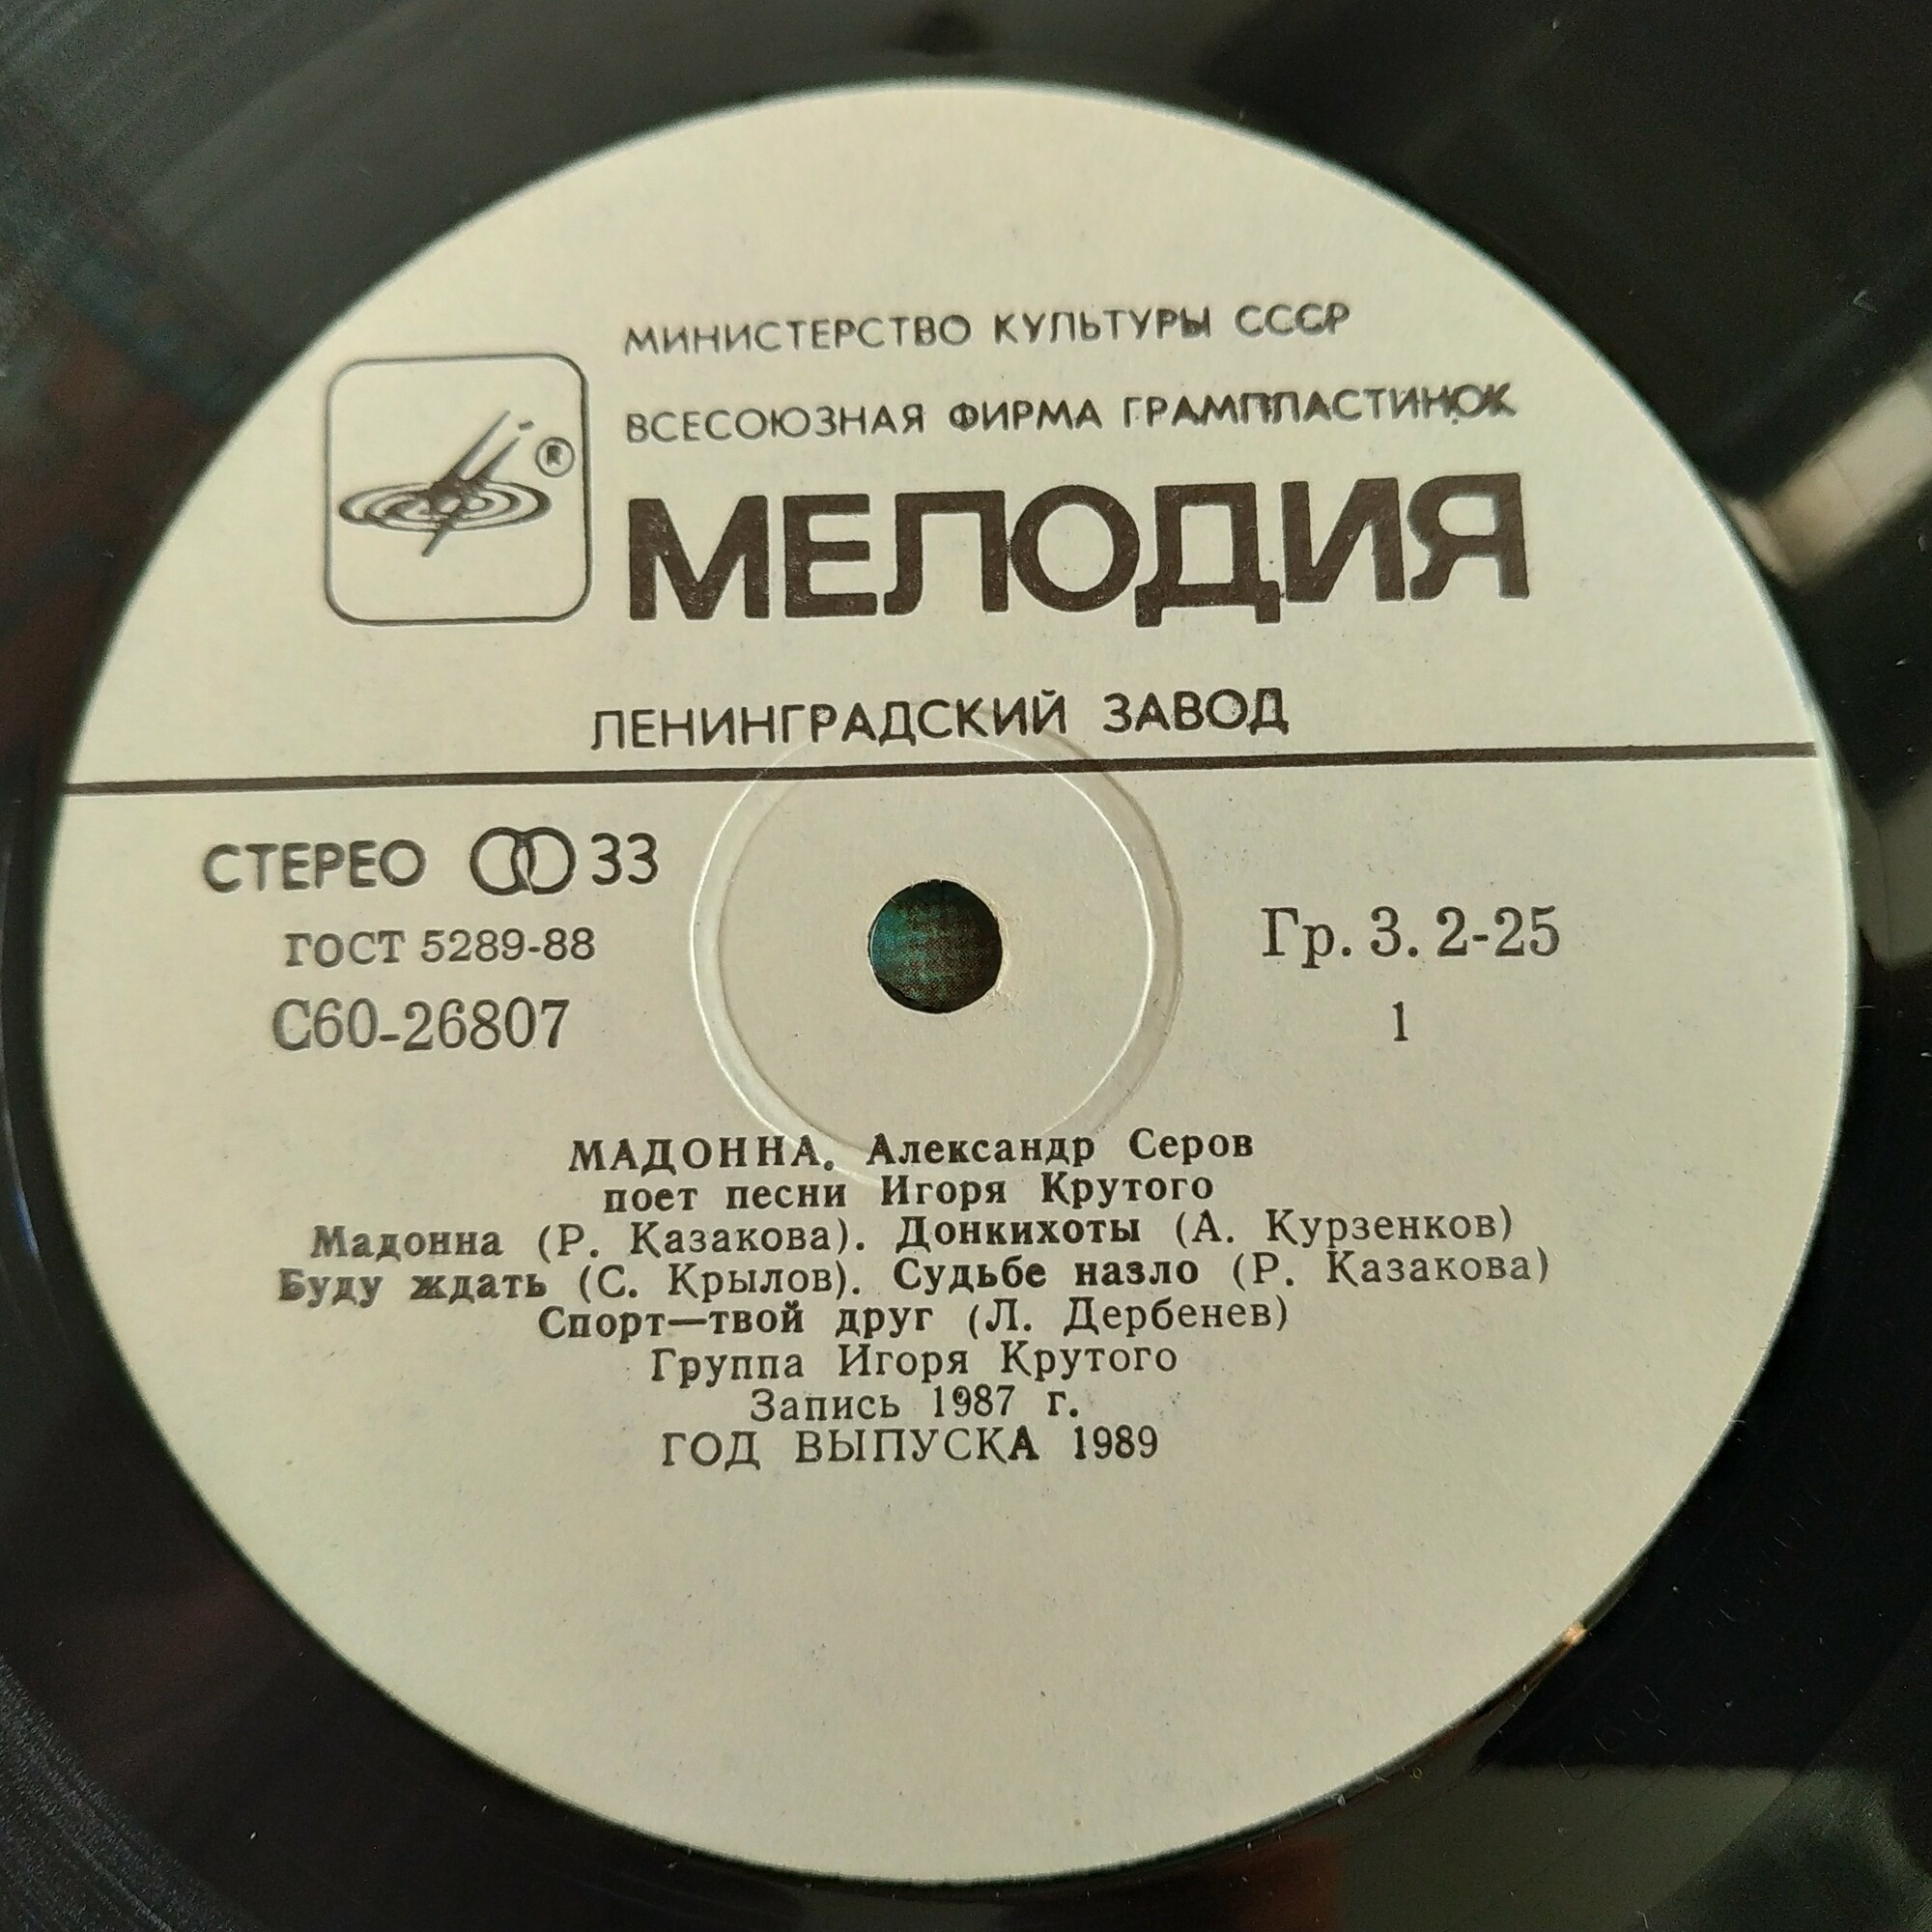 МИНИСТЕРСТВО КУЛЬТУРЫ СССР
ВСЕСОЮЗНАЯ ФИРМА ГРАМПЛАСТИНОК
®
МЕЛОДИЯ
ЛЕНИНГРАДСКИЙ ЗАВОД
СТЕРЕО 33
ГОСТ 5289-88
С60-26807
Гр. 3. 2-25
1
МАДОННА. Александр Серов
поет песни Игоря Крутого
Мадонна (Р. Казакова). Донкихоты (А. Курзенков)
Буду ждать (С. Крылов). Судьбе назло (Р. Казакова)
Спорт—твой друг (Л. Дербенев)
Группа Игоря Крутого
Запись 1987 г.
ГОД ВЫПУСКА 1989